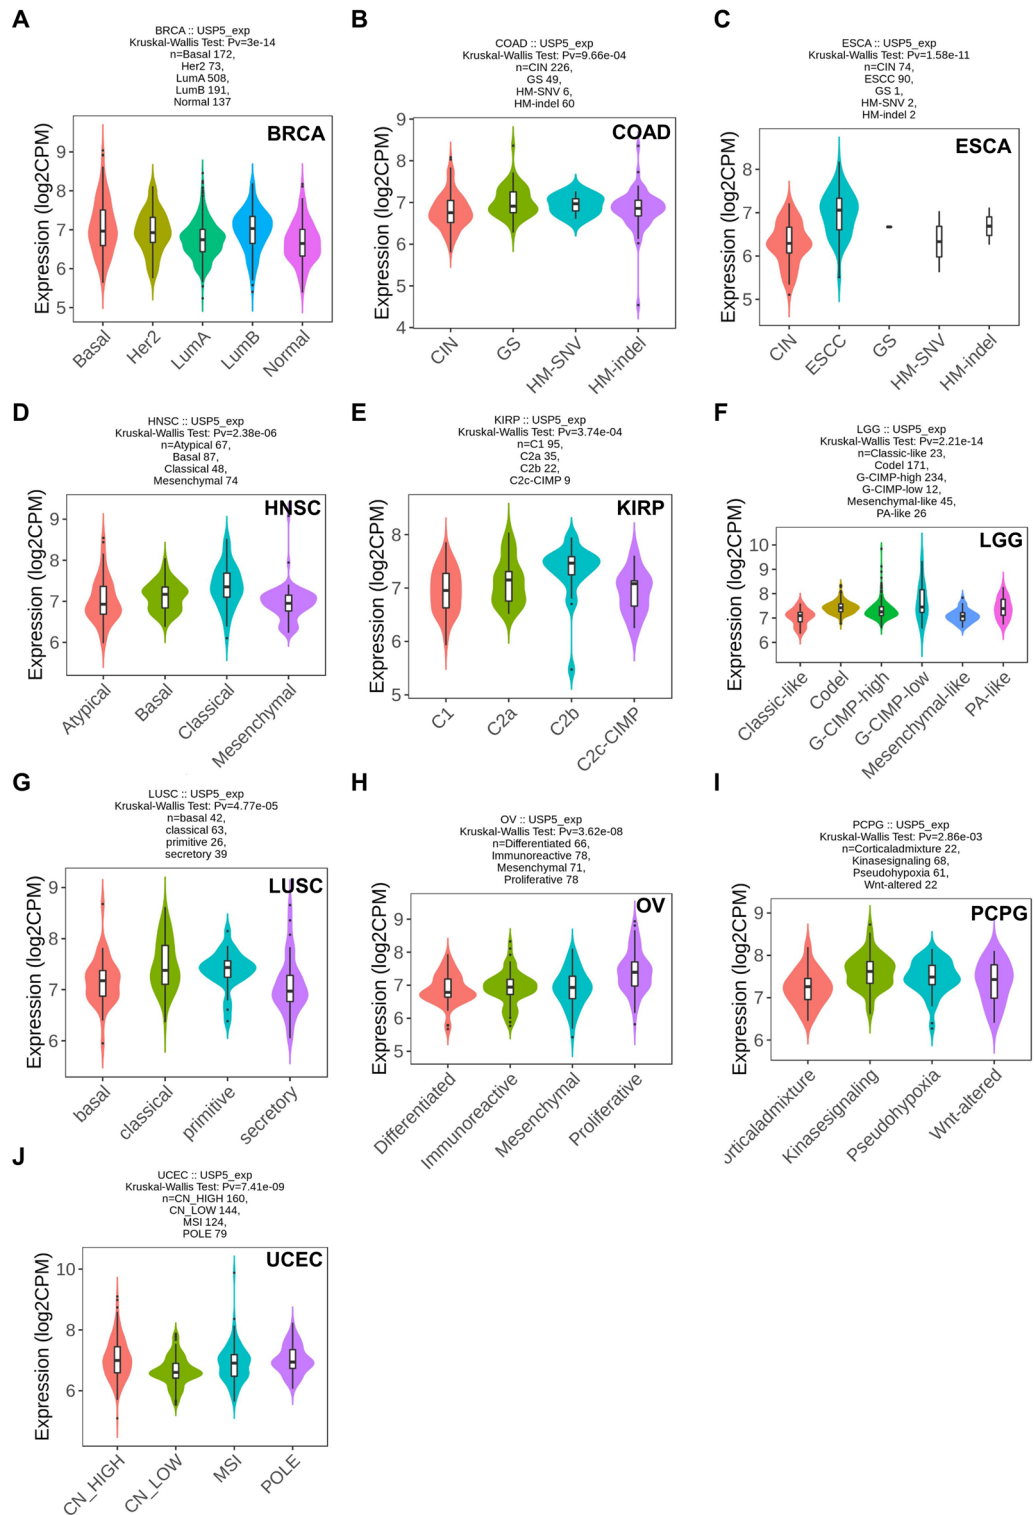 A
BRCA :: USP5_exp
Kruskal-Wallis Test: Pv=3e-14
n=Basal 172,
Her2 73,
LumA 508,
LumB 191,
Normal 137
BRCA
Expression (log2CPM)
9
8
7
6
5
Basal
Her2
LumA
LumB
Normal
B
COAD :: USP5_exp
Kruskal-Wallis Test: Pv=9.66e-04
n=CIN 226,
GS 49,
HM-SNV 6,
HM-indel 60
COAD
Expression (log2CPM)
9
8
7
6
5
4
CIN
GS
HM-SNV
HM-indel
C
ESCA :: USP5_exp
Kruskal-Wallis Test: Pv=1.58e-11
n=CIN 74,
ESCC 90,
GS 1,
HM-SNV 2,
HM-indel 2
ESCA
Expression (log2CPM)
8
7
6
5
CIN
ESCC
GS
HM-SNV
HM-indel
D
HNSC :: USP5_exp
Kruskal-Wallis Test: Pv=2.38e-06
n=Atypical 67,
Basal 87,
Classical 48,
Mesenchymal 74
HNSC
Expression (log2CPM)
9
8
7
6
Atypical
Basal
Classical
Mesenchymal
E
KIRP :: USP5_exp
Kruskal-Wallis Test: Pv=3.74e-04
n=C1 95,
C2a 35,
C2b 22,
C2c-CIMP 9
KIRP
Expression (log2CPM)
8
7
6
5
C1
C2a
C2b
C2c-CIMP
F
LGG :: USP5_exp
Kruskal-Wallis Test: Pv=2.21e-14
n=Classic-like 23,
Codel 171,
G-CIMP-high 234,
G-CIMP-low 12,
Mesenchymal-like 45,
PA-like 26
LGG
Expression (log2CPM)
10
9
8
7
6
Classic-like
Codel
G-CIMP-high
G-CIMP-low
Mesenchymal-like
PA-like
G
LUSC :: USP5_exp
Kruskal-Wallis Test: Pv=4.77e-05
n=basal 42,
classical 63,
primitive 26,
secretory 39
LUSC
Expression (log2CPM)
9
8
7
6
basal
classical
primitive
secretory
H
OV :: USP5_exp
Kruskal-Wallis Test: Pv=3.62e-08
n=Differentiated 66,
Immunoreactive 78,
Mesenchymal 71,
Proliferative 78
OV
Expression (log2CPM)
9
8
7
6
5
Differentiated
Immunoreactive
Mesenchymal
Proliferative
I
PCPG :: USP5_exp
Kruskal-Wallis Test: Pv=2.86e-03
n=Corticaladmixture 22,
Kinasesignaling 68,
Pseudohypoxia 61,
Wnt-altered 22
PCPG
Expression (log2CPM)
9
8
7
6
orticaladmixture
Kinasesignaling
Pseudohypoxia
Wnt-altered
J
UCEC :: USP5_exp
Kruskal-Wallis Test: Pv=7.41e-09
n=CN_HIGH 160,
CN_LOW 144,
MSI 124,
POLE 79
UCEC
Expression (log2CPM)
10
8
6
CN_HIGH
CN_LOW
MSI
POLE